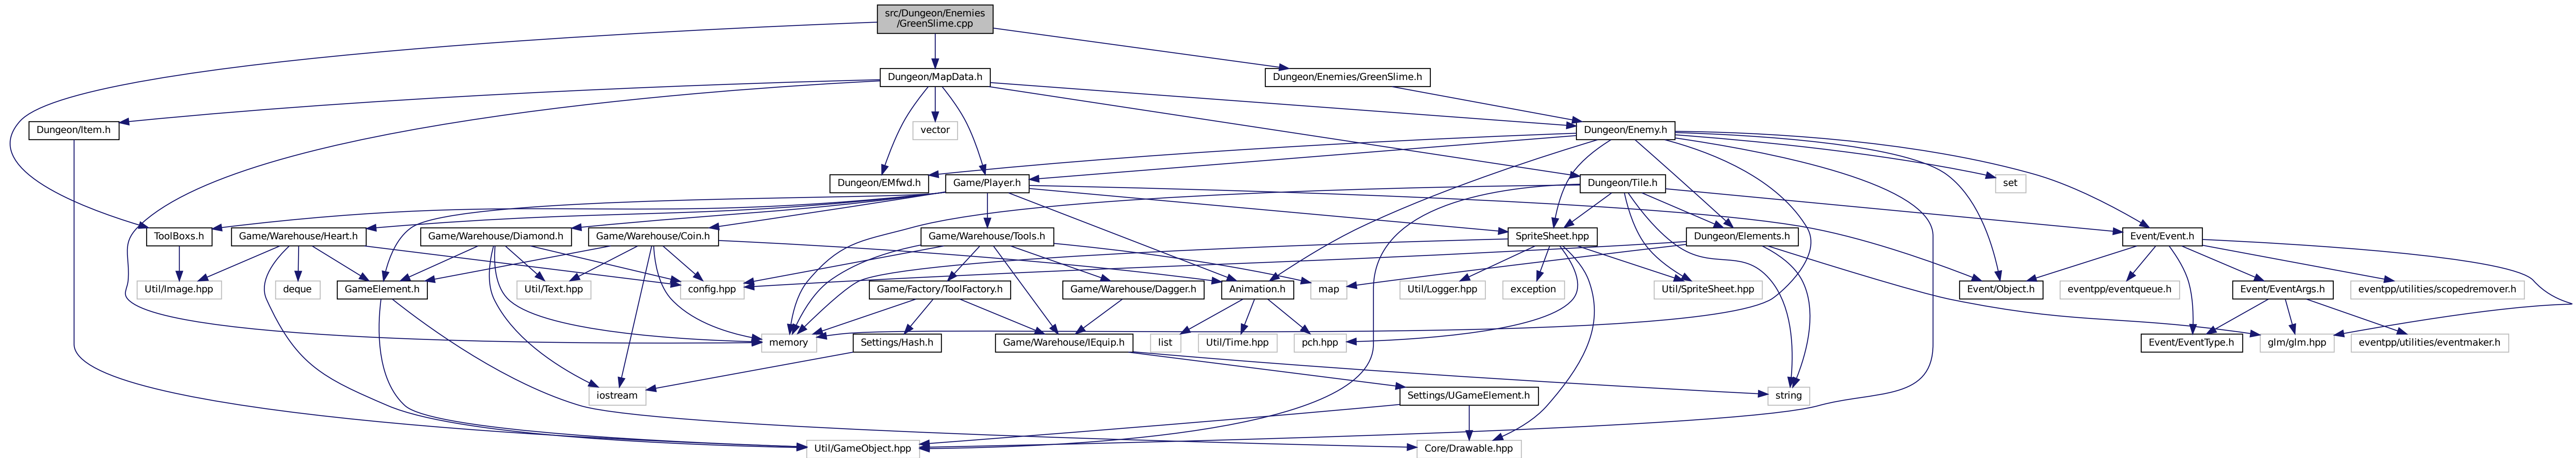 src/Dungeon/Enemies
/GreenSlime.cpp
Dungeon/MapData.h
Dungeon/Enemies/GreenSlime.h
Dungeon/Item.h
vector
Dungeon/Enemy.h
Dungeon/EMfwd.h
Game/Player.h
Dungeon/Tile.h
set
ToolBoxs.h
Game/Warehouse/Heart.h
Game/Warehouse/Diamond.h
Game/Warehouse/Coin.h
Game/Warehouse/Tools.h
SpriteSheet.hpp
Dungeon/Elements.h
Event/Event.h
Util/Image.hpp
deque
GameElement.h
Util/Text.hpp
config.hpp
Game/Factory/ToolFactory.h
Game/Warehouse/Dagger.h
Animation.h
map
Util/Logger.hpp
exception
Util/SpriteSheet.hpp
Event/Object.h
eventpp/eventqueue.h
Event/EventArgs.h
eventpp/utilities/scopedremover.h
memory
Settings/Hash.h
Game/Warehouse/IEquip.h
list
Util/Time.hpp
pch.hpp
Event/EventType.h
glm/glm.hpp
eventpp/utilities/eventmaker.h
iostream
Settings/UGameElement.h
string
Util/GameObject.hpp
Core/Drawable.hpp